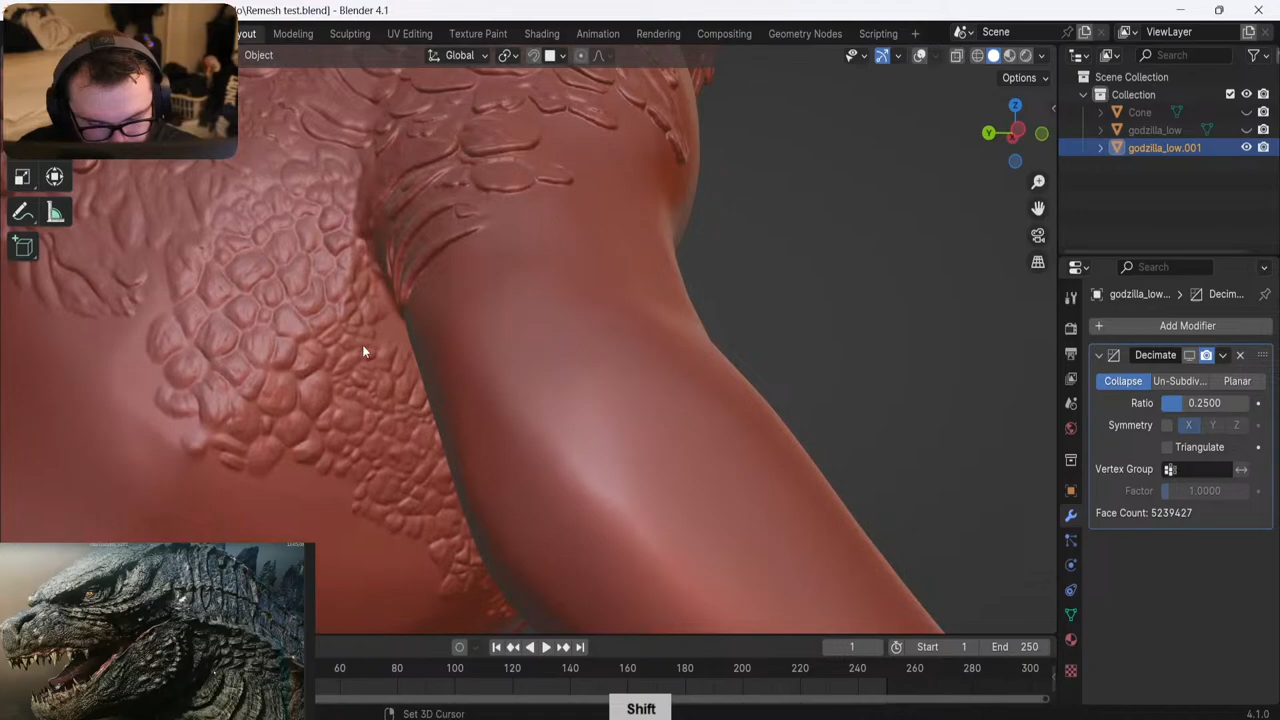 lo\Remesh test.blend] - Blender 4.1
out Modeling Sculpting UV Editing Texture Paint Shading Animation Rendering Compositing Geometry Nodes Scripting +
Scene
ViewLayer
Object
Global
Search
Options
Scene Collection
Collection
Cone
godzilla_low
godzilla_low.001
Search
godzilla_low... > Decim...
+ Add Modifier
Decimate
Collapse Un-Subdiv... Planar
Ratio 0.2500
Symmetry X Y Z
Triangulate
Vertex Group
Factor 1.0000
Face Count: 5239427
1 Start 1 End 250
60 80 100 120 140 160 180 200 220 240 260 280 300
Shift
Set 3D Cursor
4.1.0